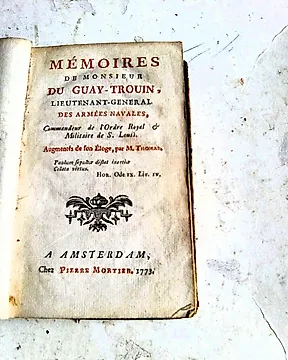 MÉMOIRES
DE MONSIEUR
DU GUAY-TROUIN,
LIEUTENANT-GENERAL
DES ARMÉES NAVALES,
Commandeur de l'Ordre Royal &
Militaire de S. Louis.
Augmentés de son Éloge, par M. THOMAS.
Paulum sepultæ distat inertiæ
Celata virtus.
HOR. Ode IX. Liv. IV.
A AMSTERDAM,
Chez PIERRE MORTIER. 1773.